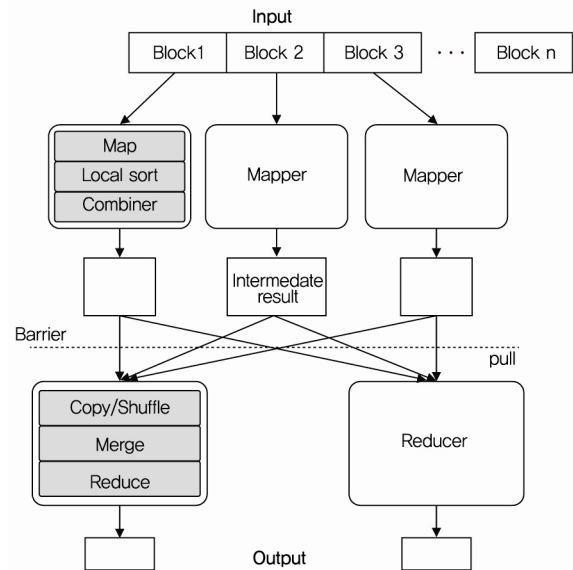 Input
Block1 Block 2 Block 3 ··· Block n
Map
Local sort
Combiner
Mapper
Mapper
Intermedate
result
Barrier
pull
Copy/Shuffle
Merge
Reduce
Reducer
Output